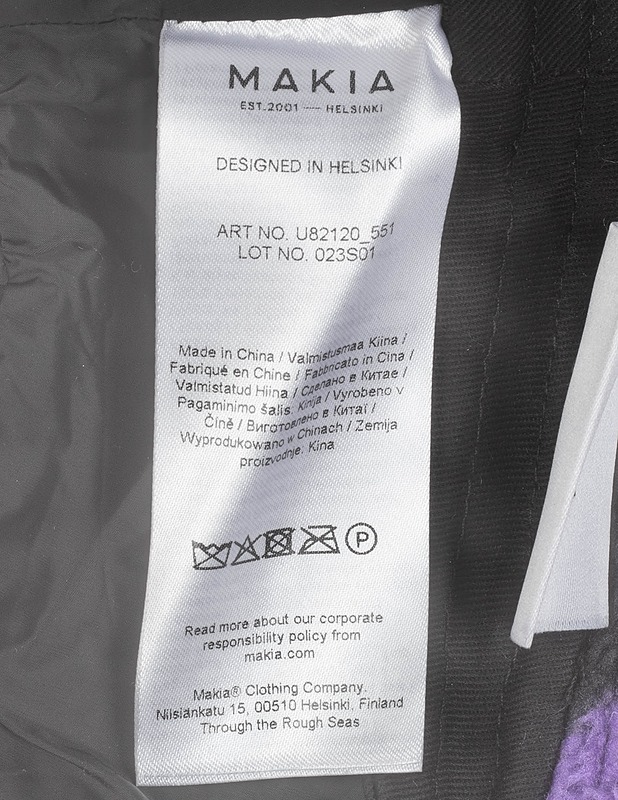 MAKIA
EST.2001 — HELSINKI
DESIGNED IN HELSINKI
ART NO. U82120_551
LOT NO. 023S01
Made in China / Valmistusmaa Kiina /
Fabriqué en Chine / Fabbricato in Cina /
Valmistatud Hiina / Сделано в Китае /
Pagaminimo šalis: Kinija / Vyrobeno v
Číně / Виготовлено в Китаї /
Wyprodukowano w Chinach / Zemlja
proizvodnje. Kina
P
Read more about our corporate
responsibility policy from
makia.com
Makia® Clothing Company.
Nilsiänkatu 15, 00510 Helsinki, Finland
Through the Rough Seas